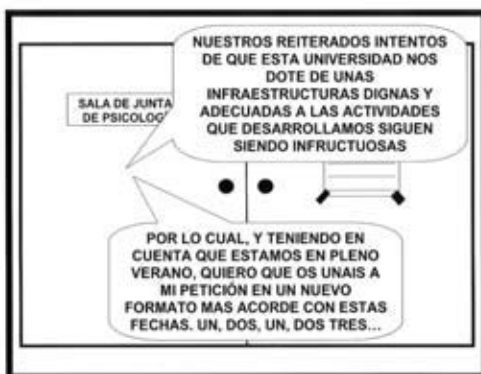 NUESTROS REITERADOS INTENTOS
DE QUE ESTA UNIVERSIDAD NOS
DOTE DE UNAS
INFRAESTRUCTURAS DIGNAS Y
ADECUADAS A LAS ACTIVIDADES
QUE DESARROLLAMOS SIGUEN
SIENDO INFRUCTUOSAS
SALA DE JUNTA
DE PSICOLOG
POR LO CUAL, Y TENIENDO EN
CUENTA QUE ESTAMOS EN PLENO
VERANO, QUIERO QUE OS UNAIS A
MI PETICIÓN EN UN NUEVO
FORMATO MAS ACORDE CON ESTAS
FECHAS. UN, DOS, UN, DOS TRES...